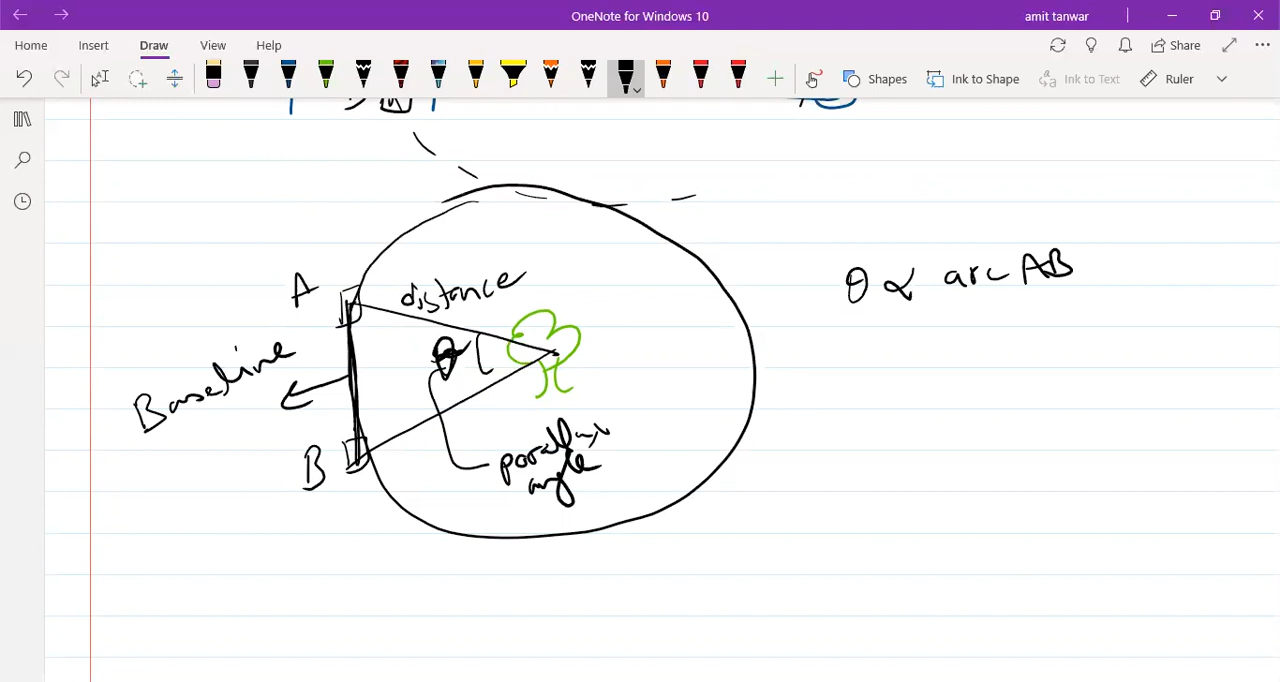 OneNote for Windows 10
amit tanwar
Home Insert Draw View Help
Share
Shapes
Ink to Shape
Ink to Text
Ruler
A
distance
θ
Baseline
B
parallax
angle
θ ∝ arc AB